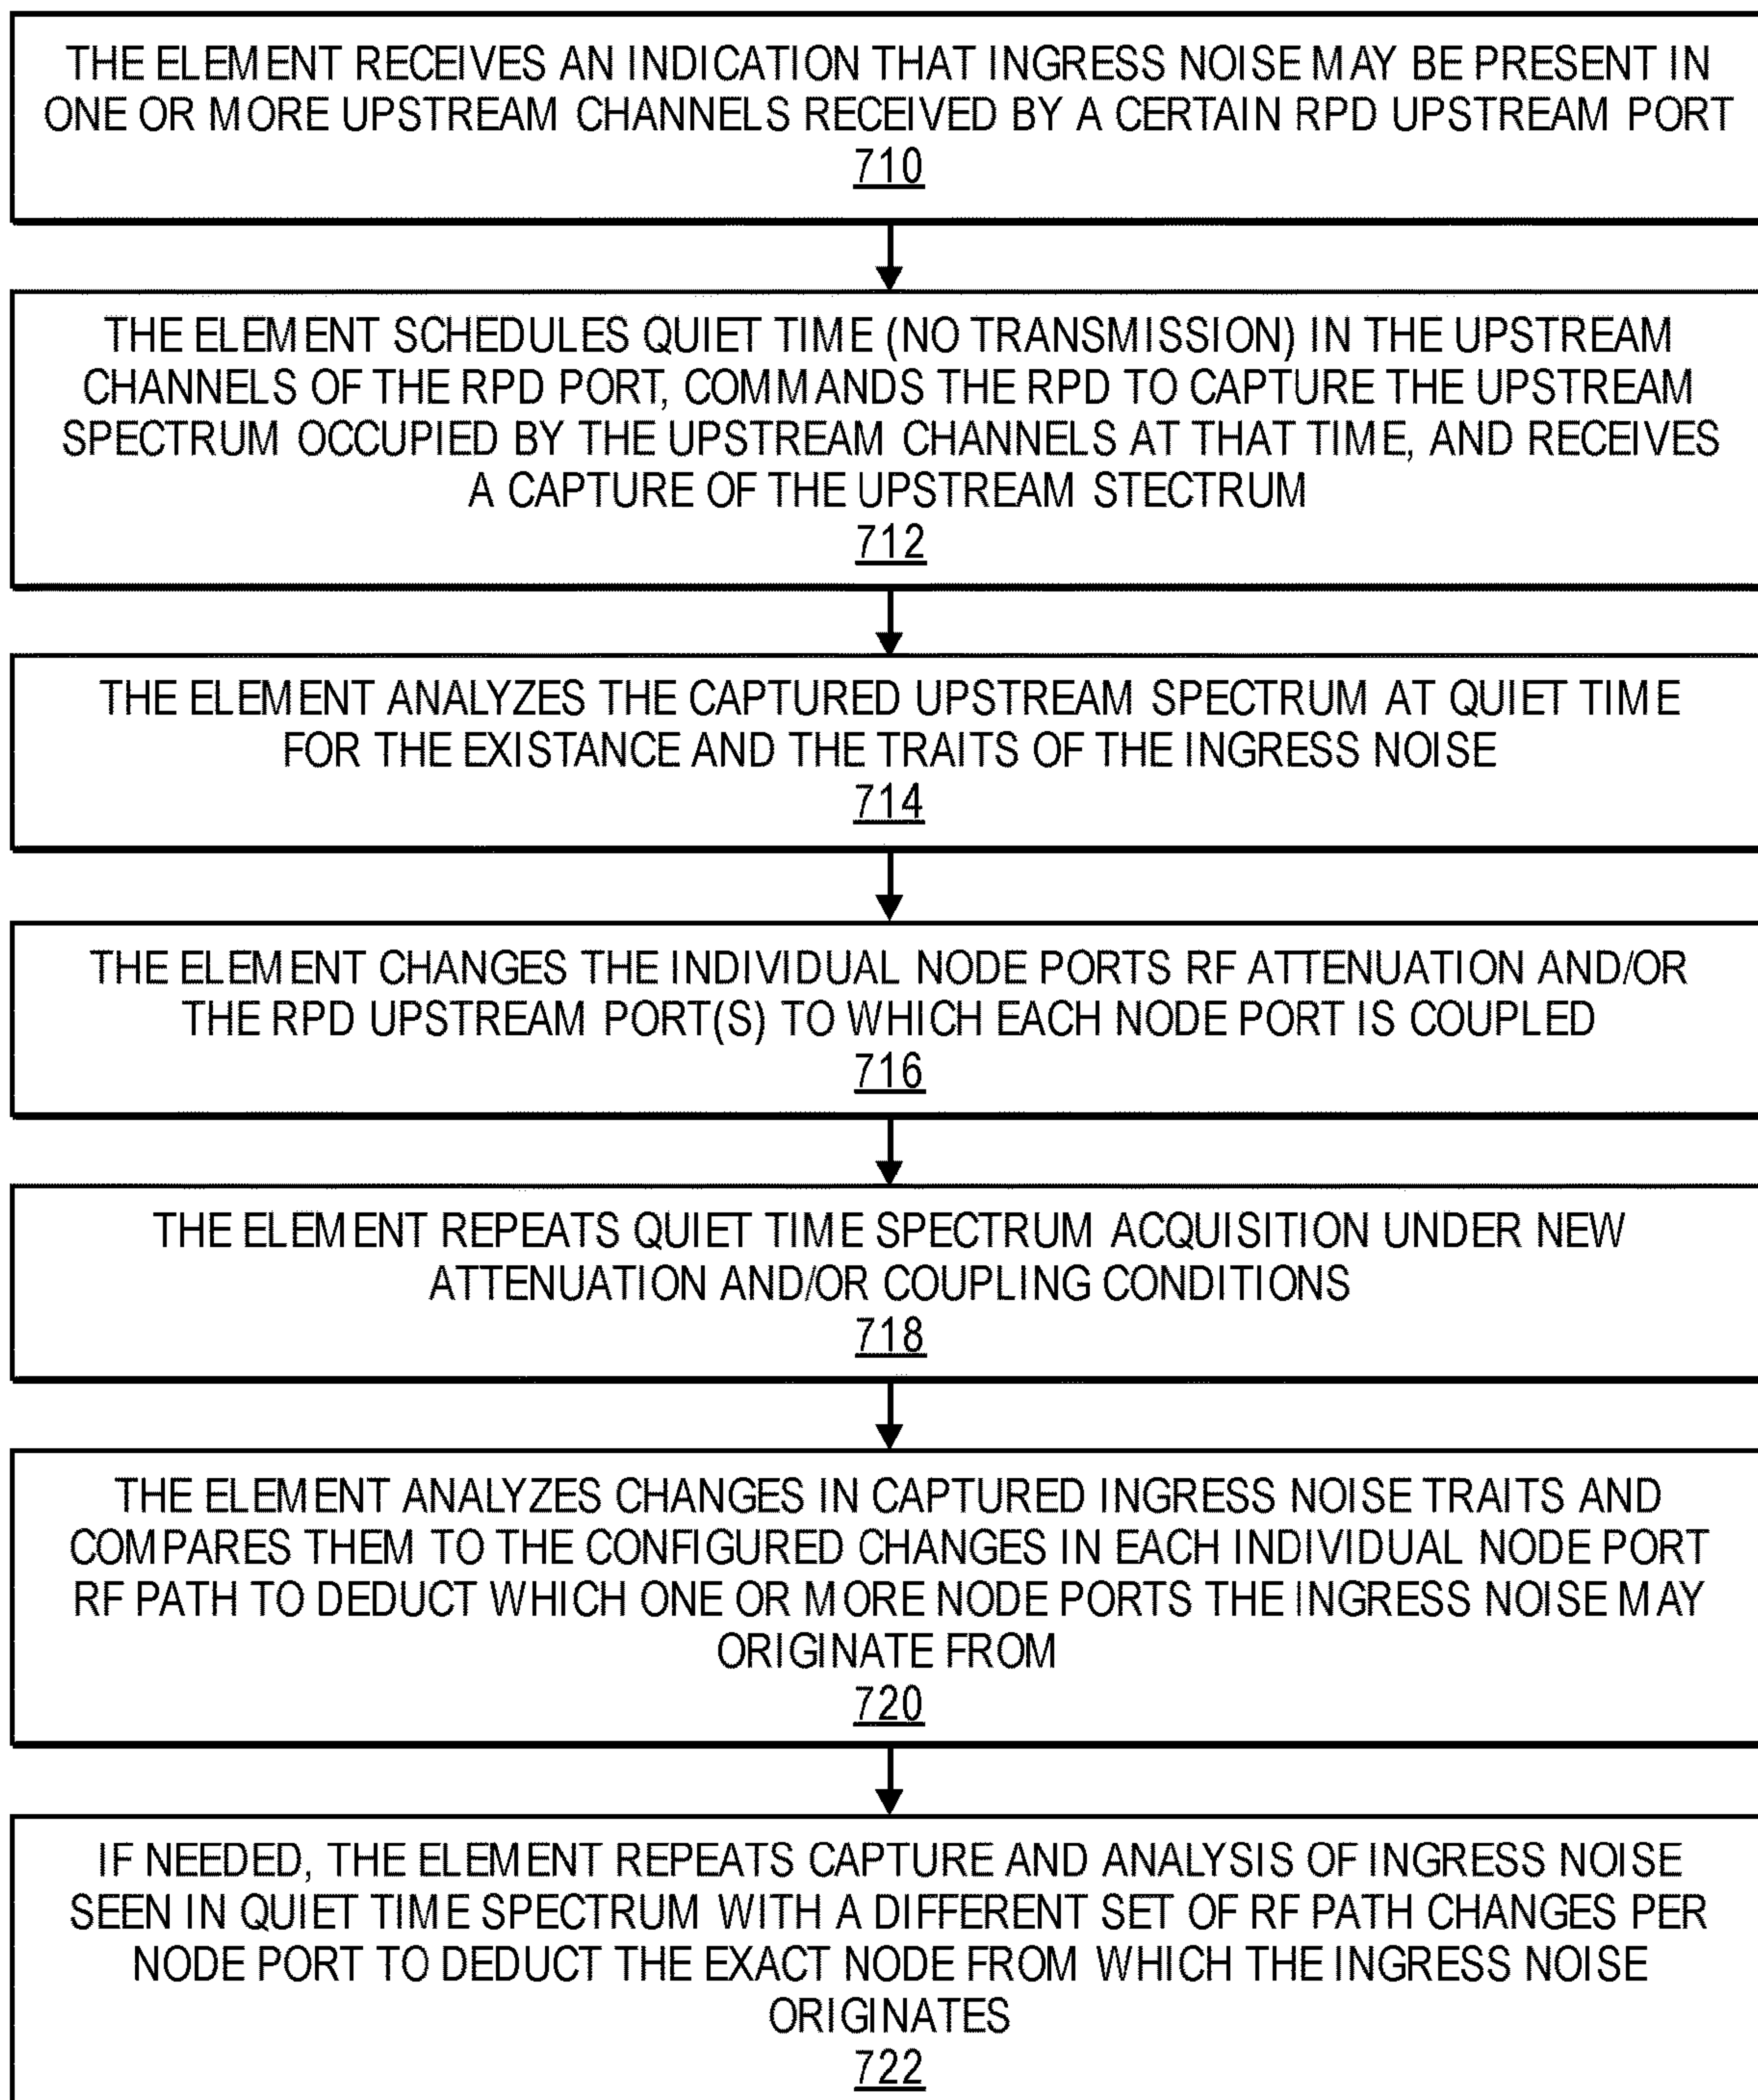 THE ELEMENT RECEIVES AN INDICATION THAT INGRESS NOISE MAY BE PRESENT IN
ONE OR MORE UPSTREAM CHANNELS RECEIVED BY A CERTAIN RPD UPSTREAM PORT
710
THE ELEMENT SCHEDULES QUIET TIME (NO TRANSMISSION) IN THE UPSTREAM
CHANNELS OF THE RPD PORT, COMMANDS THE RPD TO CAPTURE THE UPSTREAM
SPECTRUM OCCUPIED BY THE UPSTREAM CHANNELS AT THAT TIME, AND RECEIVES
A CAPTURE OF THE UPSTREAM STECTRUM
712
THE ELEMENT ANALYZES THE CAPTURED UPSTREAM SPECTRUM AT QUIET TIME
FOR THE EXISTANCE AND THE TRAITS OF THE INGRESS NOISE
714
THE ELEMENT CHANGES THE INDIVIDUAL NODE PORTS RF ATTENUATION AND/OR
THE RPD UPSTREAM PORT(S) TO WHICH EACH NODE PORT IS COUPLED
716
THE ELEMENT REPEATS QUIET TIME SPECTRUM ACQUISITION UNDER NEW
ATTENUATION AND/OR COUPLING CONDITIONS
718
THE ELEMENT ANALYZES CHANGES IN CAPTURED INGRESS NOISE TRAITS AND
COMPARES THEM TO THE CONFIGURED CHANGES IN EACH INDIVIDUAL NODE PORT
RF PATH TO DEDUCT WHICH ONE OR MORE NODE PORTS THE INGRESS NOISE MAY
ORIGINATE FROM
720
IF NEEDED, THE ELEMENT REPEATS CAPTURE AND ANALYSIS OF INGRESS NOISE
SEEN IN QUIET TIME SPECTRUM WITH A DIFFERENT SET OF RF PATH CHANGES PER
NODE PORT TO DEDUCT THE EXACT NODE FROM WHICH THE INGRESS NOISE
ORIGINATES
722